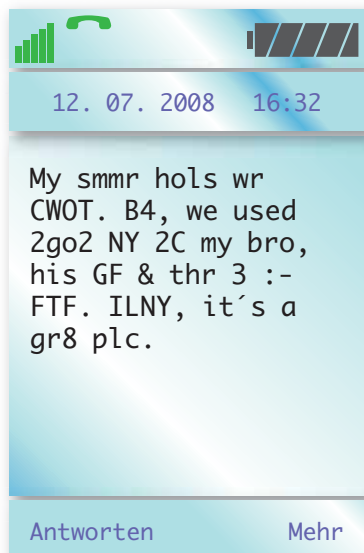 12. 07. 2008 16:32
My smmr hols wr
CWOT. B4, we used
2go2 NY 2C my bro,
his GF & thr 3 :-
FTF. ILNY, it´s a
gr8 plc.
Antworten Mehr